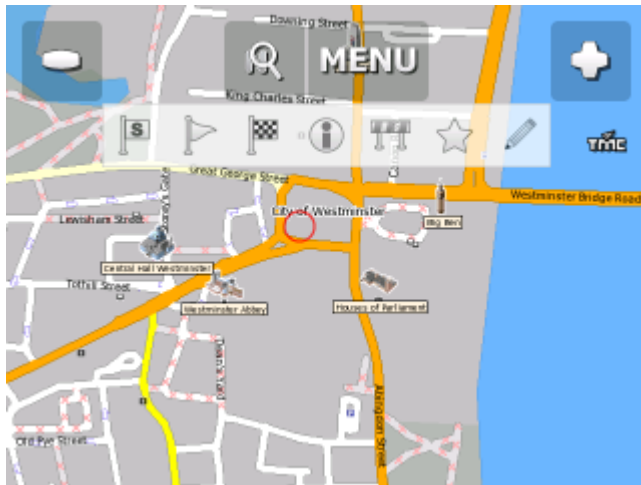 Downing Street
MENU
King Charles Street
S
i
TMC
Great George Street
Westminster Bridge Road
City of Westminster
Lewisham Street
Big Ben
Central Hall Westminster
Tothill Street
Westminster Abbey
Houses of Parliament
Abingdon Street
Old Pye Street